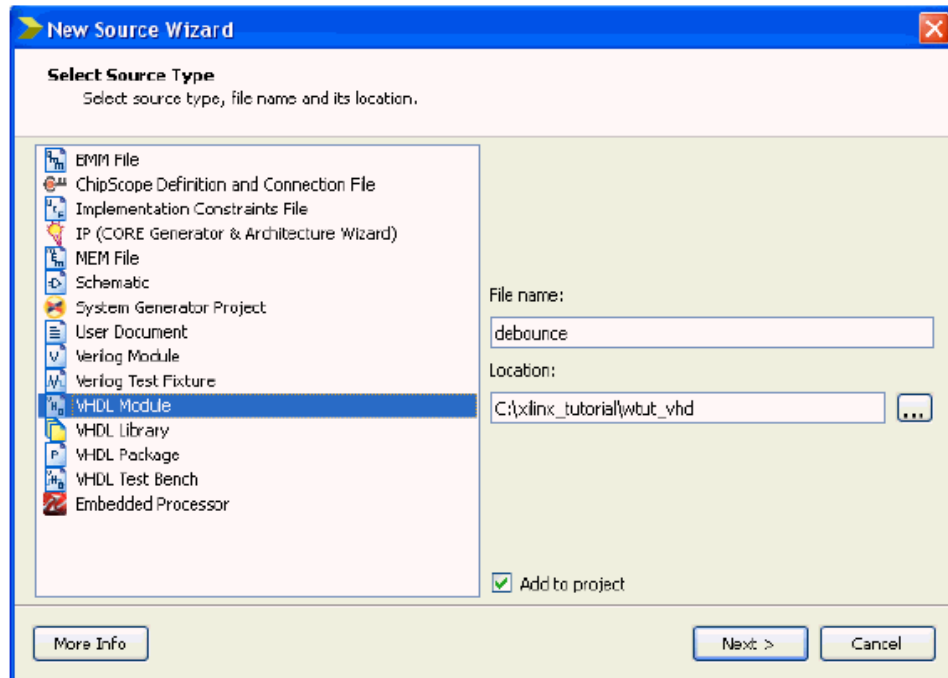 New Source Wizard
Select Source Type
Select source type, file name and its location.
BMM File
ChipScope Definition and Connection File
Implementation Constraints File
IP (CORE Generator & Architecture Wizard)
MEM File
Schematic
System Generator Project
User Document
Verilog Module
Verilog Test Fixture
VHDL Module
VHDL Library
VHDL Package
VHDL Test Bench
Embedded Processor
File name:
debounce
Location:
C:\xilinx_tutorial\wtut_vhd
...
Add to project
More Info
Next >
Cancel